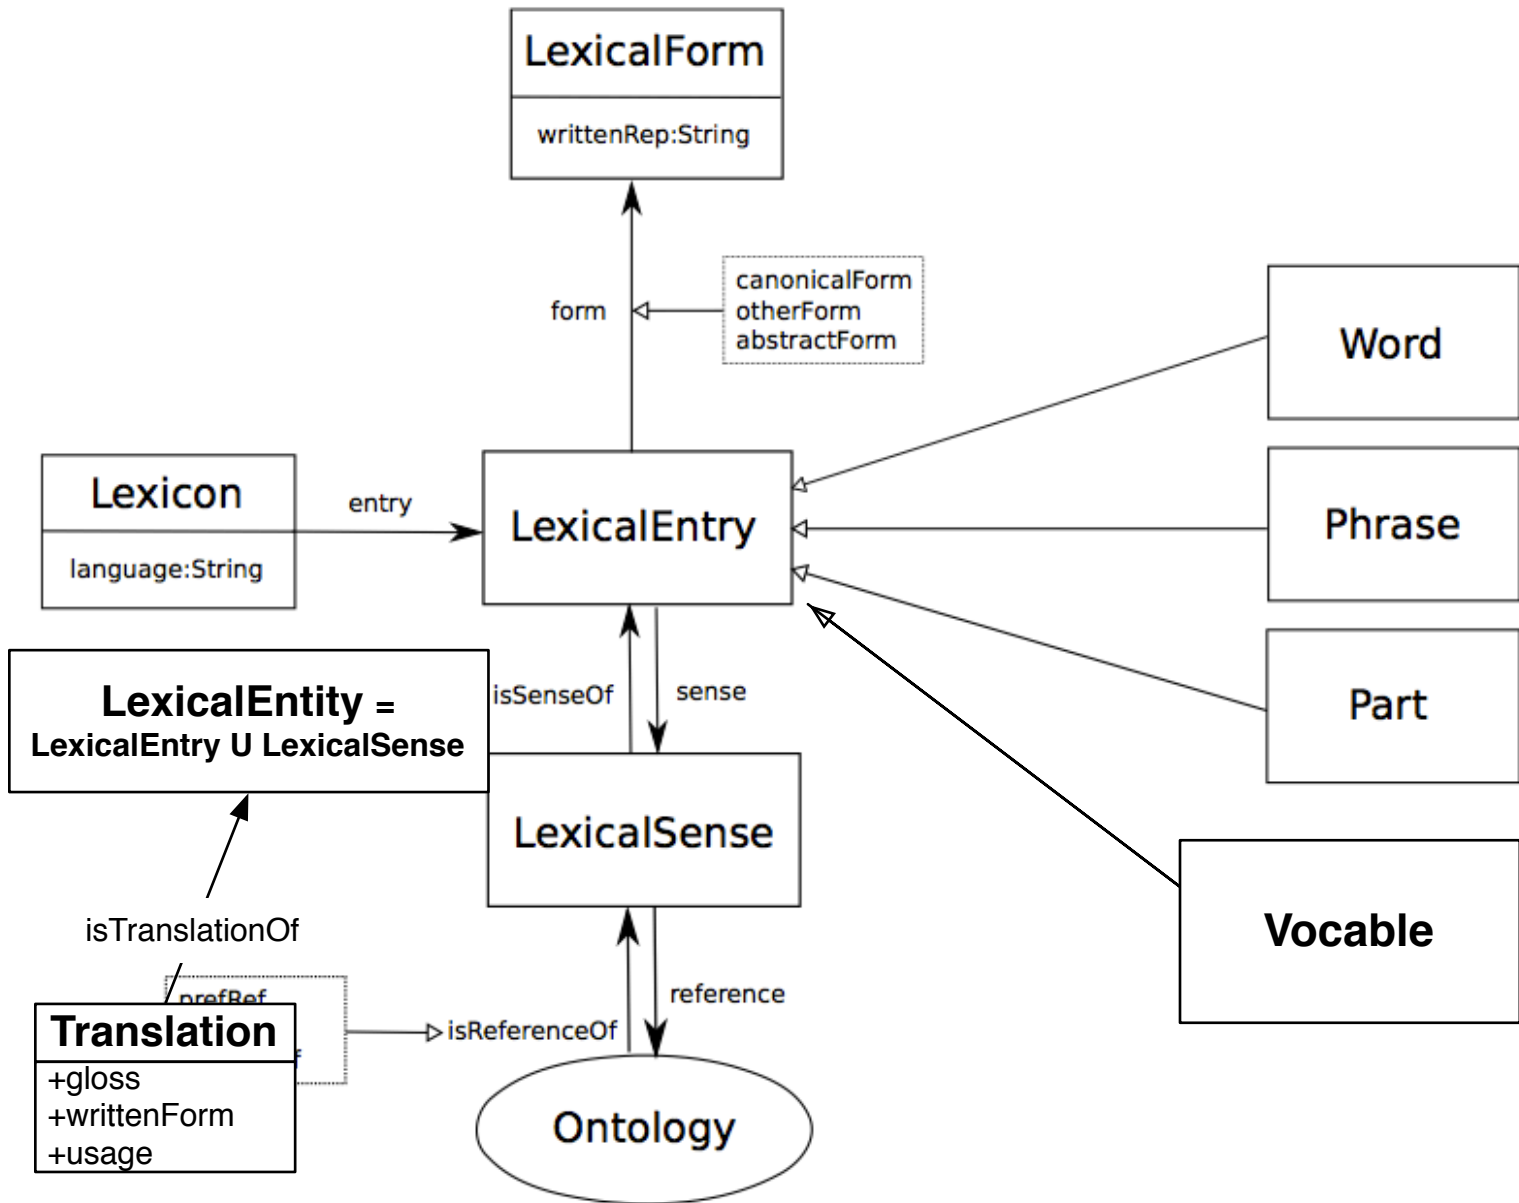 LexicalForm
writtenRep:String
canonicalForm
otherForm
abstractForm
form
Word
Lexicon
language:String
entry
LexicalEntry
Phrase
Part
isSenseOf
sense
LexicalEntity =
LexicalEntry U LexicalSense
LexicalSense
Vocable
isTranslationOf
prefRef
reference
isReferenceOf
Translation
+gloss
+writtenForm
+usage
Ontology